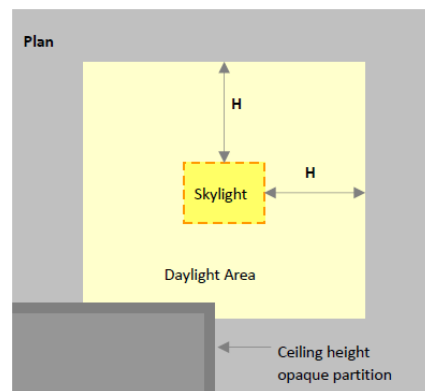 Plan
H
H
Skylight
Daylight Area
Ceiling height
opaque partition